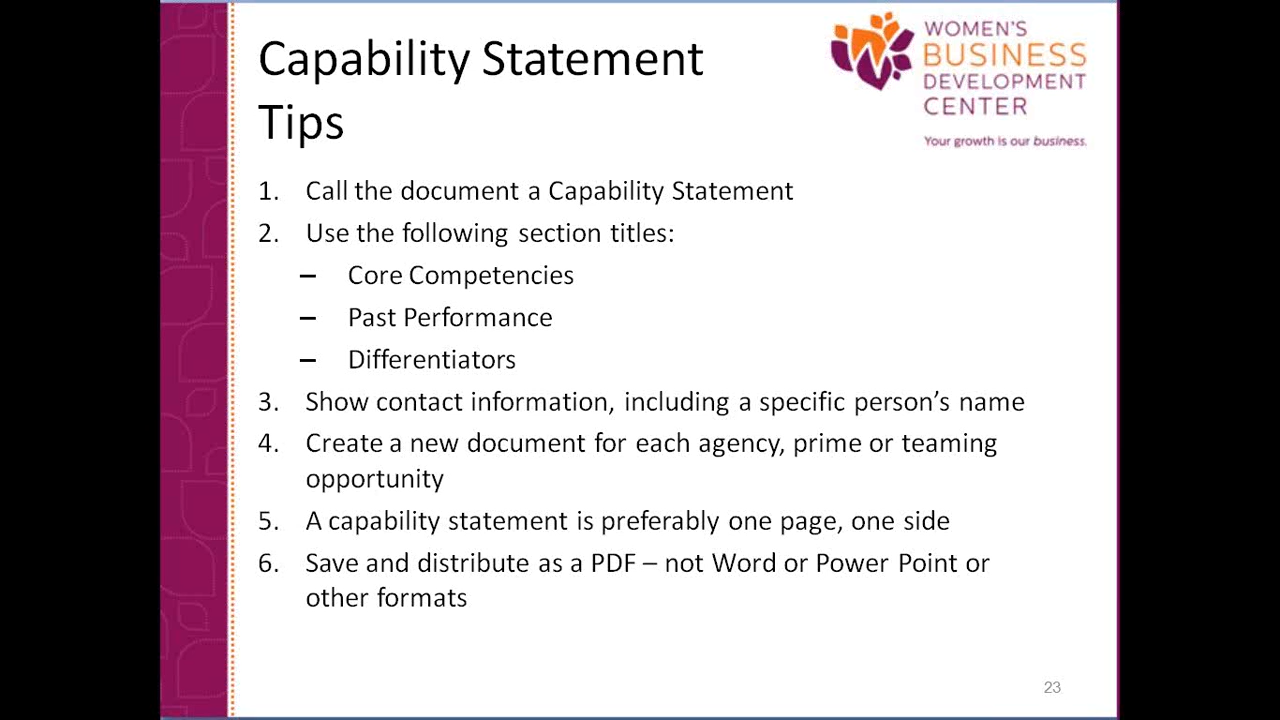 Capability Statement
Tips
WOMEN'S
BUSINESS
DEVELOPMENT
CENTER
Your growth is our business.
1. Call the document a Capability Statement
2. Use the following section titles:
– Core Competencies
– Past Performance
– Differentiators
3. Show contact information, including a specific person’s name
4. Create a new document for each agency, prime or teaming
opportunity
5. A capability statement is preferably one page, one side
6. Save and distribute as a PDF – not Word or Power Point or
other formats
23